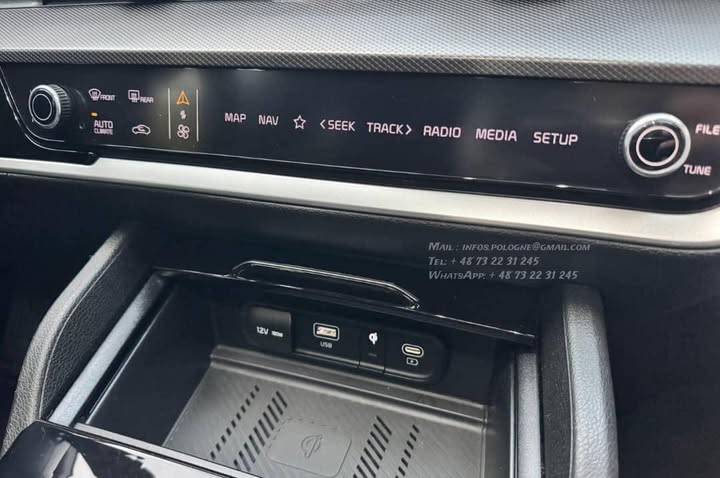 FRONT
REAR
AUTO
CLIMATE
MAP NAV <SEEK TRACK> RADIO MEDIA SETUP
FILE
TUNE
Mail : infos.pologne@gmail.com
Tel: + 48 73 22 31 245
WhatsApp: + 48 73 22 31 245
12V 180W
USB